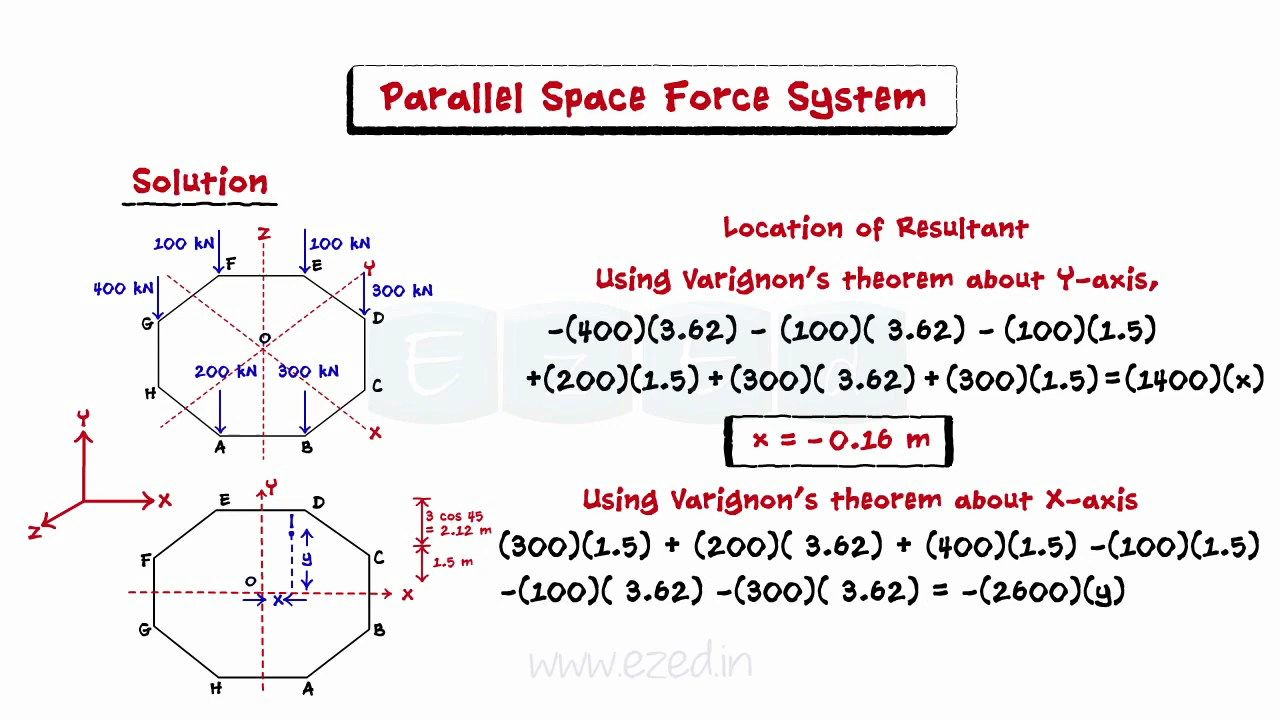 Parallel Space Force System
Solution
Z
100 kN
100 kN
F
E
Y
400 kN
300 kN
G
D
O
200 kN
300 kN
H
C
A
B
X
Y
X
Z
Y
E
D
3 cos 45
= 2.12 m
F
C
y
1.5 m
O
x
X
G
B
H
A
Location of Resultant
Using Varignon's theorem about Y-axis,
-(400)(3.62) - (100)( 3.62) - (100)(1.5)
+(200)(1.5) + (300)( 3.62) + (300)(1.5) = (1400)(x)
x = -0.16 m
Using Varignon's theorem about X-axis
(300)(1.5) + (200)( 3.62) + (400)(1.5) -(100)(1.5)
-(100)( 3.62) -(300)( 3.62) = -(2600)(y)
EzEd
www.ezed.in